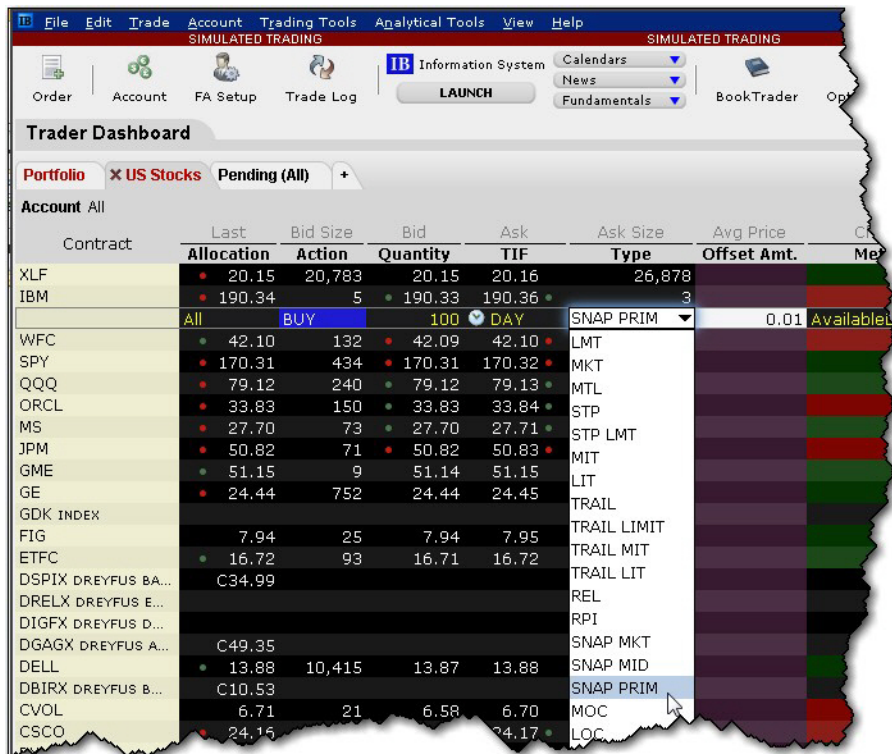 IB File Edit Trade Account Trading Tools Analytical Tools View Help
SIMULATED TRADING SIMULATED TRADING
IB Information System Calendars
News
Order Account FA Setup Trade Log LAUNCH Fundamentals BookTrader
Trader Dashboard
Portfolio X US Stocks Pending (All) +
Account All
Contract Last Bid Size Bid Ask Ask Size Avg Price
Allocation Action Quantity TIF Type Offset Amt.
XLF 20.15 20,783 20.15 20.16 26,878
IBM 190.34 5 190.33 190.36 3
All BUY 100 DAY SNAP PRIM 0.01 Available
WFC 42.10 132 42.09 42.10 LMT
SPY 170.31 434 170.31 170.32 MKT
QQQ 79.12 240 79.12 79.13 MTL
ORCL 33.83 150 33.83 33.84 STP
MS 27.70 73 27.70 27.71 STP LMT
JPM 50.82 71 50.82 50.83 MIT
GME 51.15 9 51.14 51.15 LIT
GE 24.44 752 24.44 24.45 TRAIL
GDK INDEX TRAIL LIMIT
FIG 7.94 25 7.94 7.95 TRAIL MIT
ETFC 16.72 93 16.71 16.72 TRAIL LIT
DSPIX DREYFUS BA... C34.99
DRELX DREYFUS E... REL
DIGFX DREYFUS D... RPI
DGAGX DREYFUS A... C49.35 SNAP MKT
DELL 13.88 10,415 13.87 13.88 SNAP MID
DBIRX DREYFUS B... C10.53 SNAP PRIM
CVOL 6.71 21 6.58 6.70 MOC
CSCO 24.16 24.17 LOC